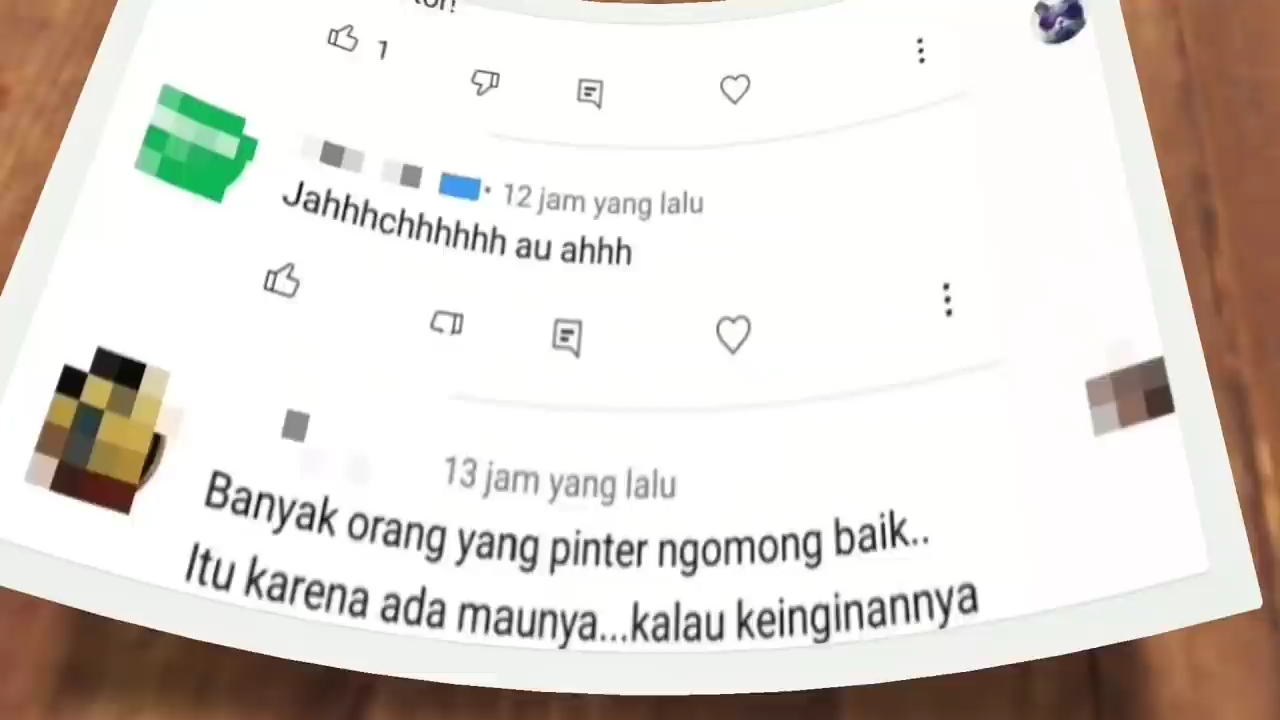 1
12 jam yang lalu
Jahhhchhhhhh au ahhh
13 jam yang lalu
Banyak orang yang pinter ngomong baik..
Itu karena ada maunya...kalau keinginannya